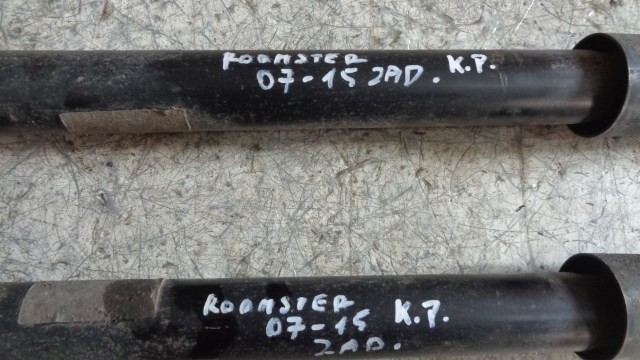 ROOMSTER K.P.
07-15 ZAD.
ROOMSTER K.P.
07-15
ZAD.